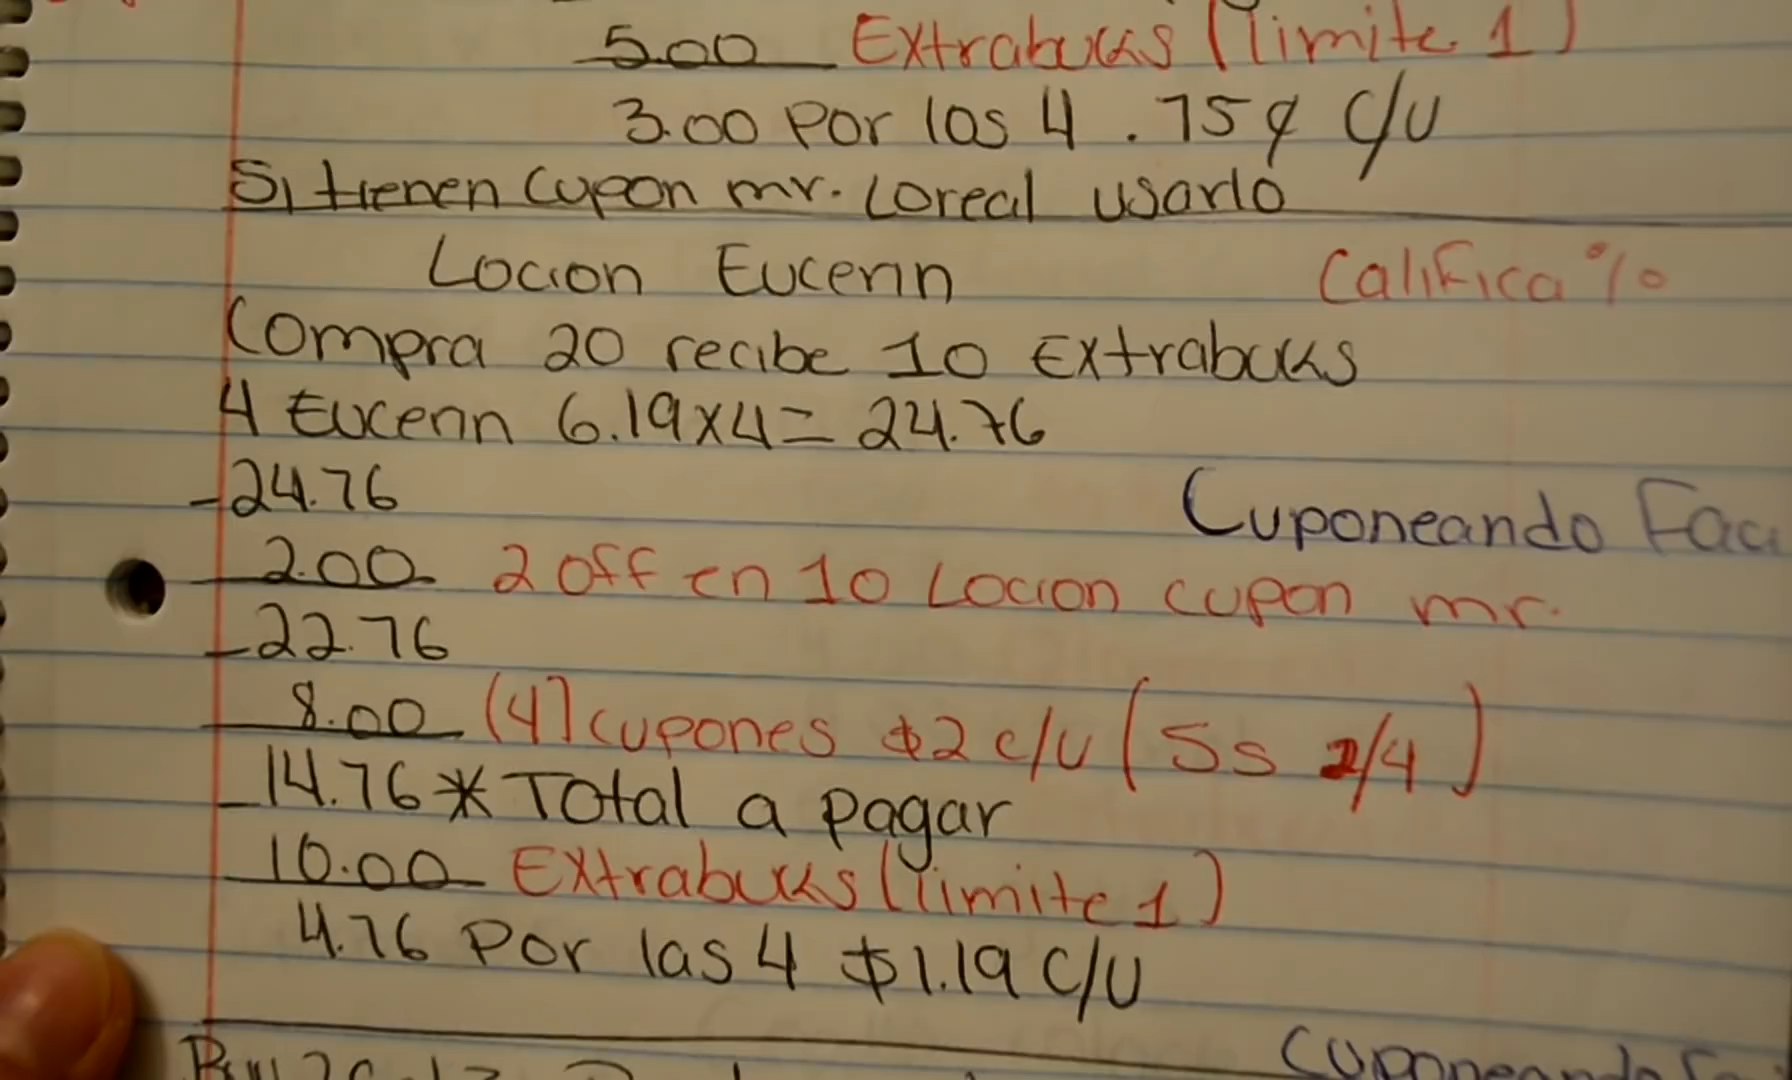 5.00 Extrabucks (limite 1)
3.00 Por las 4 .75¢ c/u
Si tienen cupon mr. Loreal usarlo
Locion Eucerin Califica %
Compra 20 recibe 10 Extrabucks
4 Eucerin 6.19x4= 24.76
-24.76
Cuponeando Faci
2.00 2 off en 10 Locion cupon mr.
-22.76
8.00 (4) cupones $2 c/u (Ss 2/4)
-14.76 * Total a pagar
10.00 Extrabucks (limite 1)
4.76 Por las 4 $1.19 c/u
Cuponeando